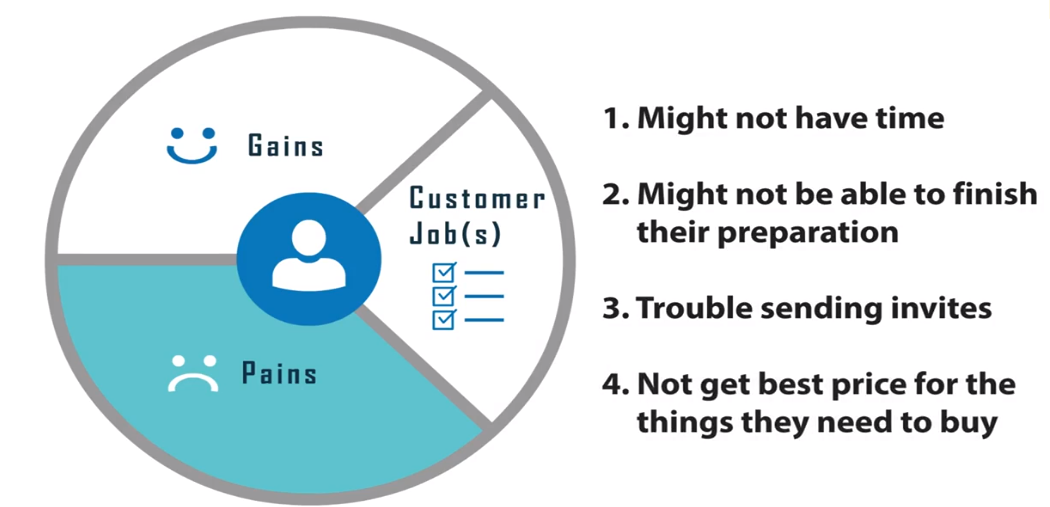 Gains
Customer
Job(s)
Pains
1. Might not have time
2. Might not be able to finish
their preparation
3. Trouble sending invites
4. Not get best price for the
things they need to buy